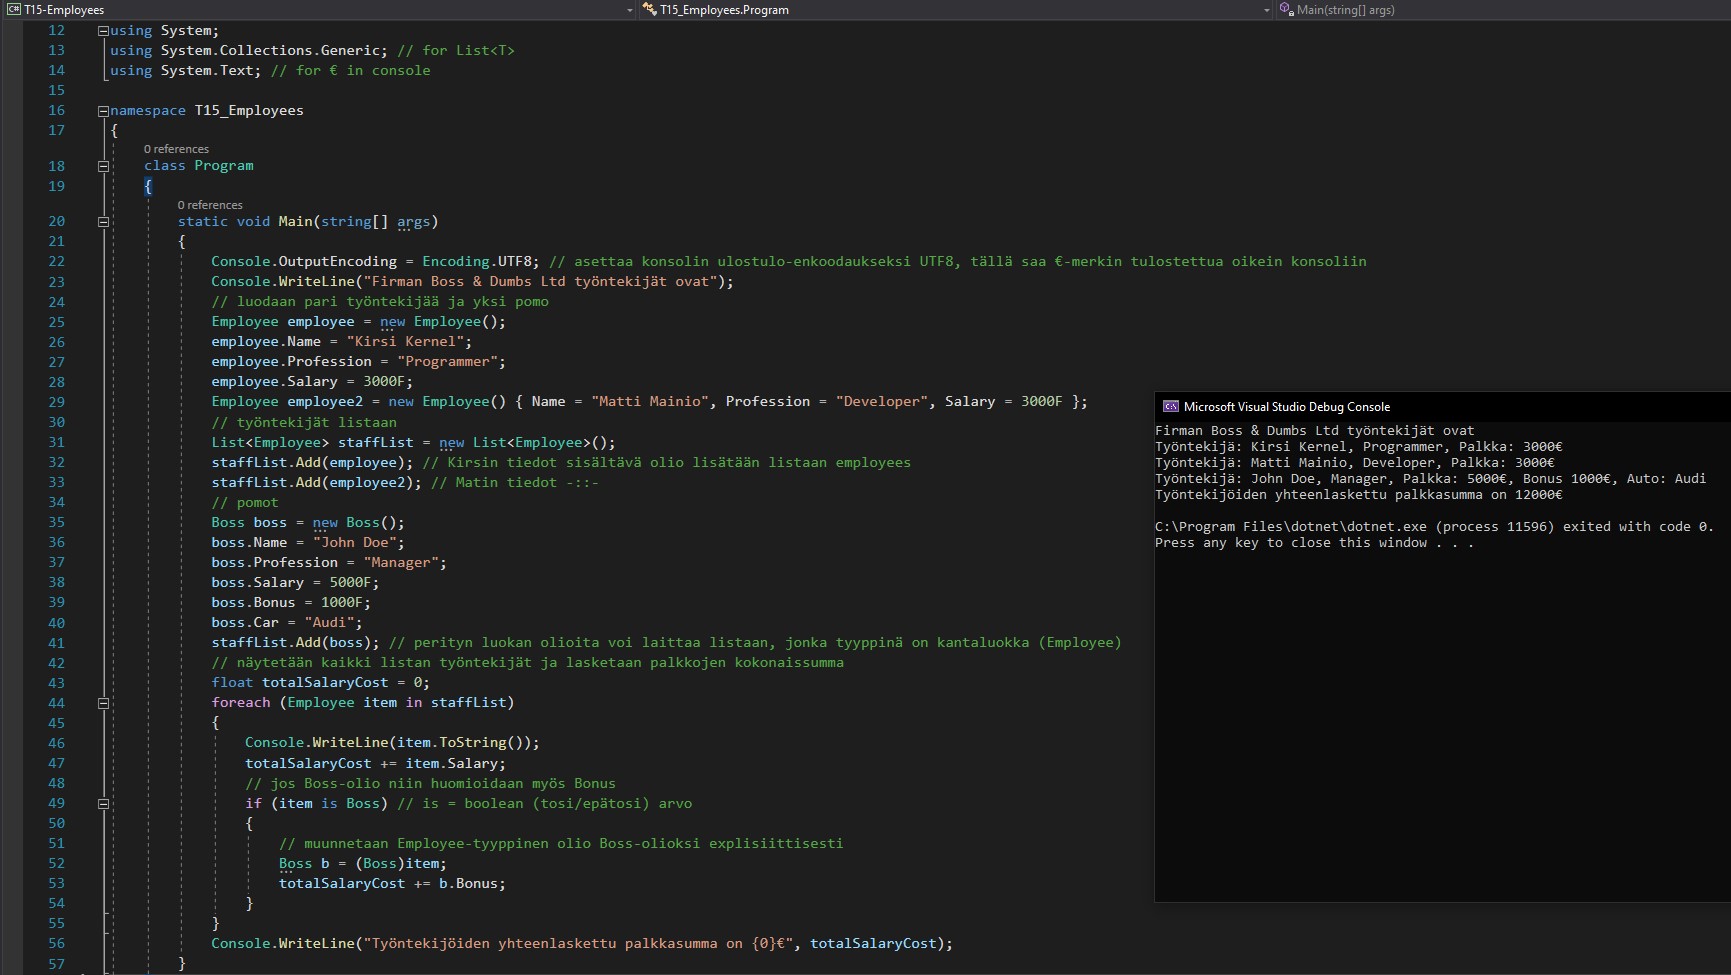 T15-Employees T15_Employees.Program Main(string[] args)
12 using System;
13 using System.Collections.Generic; // for List<T>
14 using System.Text; // for € in console
15
16 namespace T15_Employees
17 {
0 references
18 class Program
19 {
0 references
20 static void Main(string[] args)
21 {
22 Console.OutputEncoding = Encoding.UTF8; // asettaa konsolin ulostulo-enkoodaukseksi UTF8, tällä saa €-merkin tulostettua oikein konsoliin
23 Console.WriteLine("Firman Boss & Dumbs Ltd työntekijät ovat");
24 // luodaan pari työntekijää ja yksi pomo
25 Employee employee = new Employee();
26 employee.Name = "Kirsi Kernel";
27 employee.Profession = "Programmer";
28 employee.Salary = 3000F;
29 Employee employee2 = new Employee() { Name = "Matti Mainio", Profession = "Developer", Salary = 3000F };
30 // työntekijät listaan
31 List<Employee> staffList = new List<Employee>();
32 staffList.Add(employee); // Kirsin tiedot sisältävä olio lisätään listaan employees
33 staffList.Add(employee2); // Matin tiedot -::-
34 // pomot
35 Boss boss = new Boss();
36 boss.Name = "John Doe";
37 boss.Profession = "Manager";
38 boss.Salary = 5000F;
39 boss.Bonus = 1000F;
40 boss.Car = "Audi";
41 staffList.Add(boss); // perityn luokan olioita voi laittaa listaan, jonka tyyppinä on kantaluokka (Employee)
42 // näytetään kaikki listan työntekijät ja lasketaan palkkojen kokonaissumma
43 float totalSalaryCost = 0;
44 foreach (Employee item in staffList)
45 {
46 Console.WriteLine(item.ToString());
47 totalSalaryCost += item.Salary;
48 // jos Boss-olio niin huomioidaan myös Bonus
49 if (item is Boss) // is = boolean (tosi/epätosi) arvo
50 {
51 // muunnetaan Employee-tyyppinen olio Boss-olioksi explisiittisesti
52 Boss b = (Boss)item;
53 totalSalaryCost += b.Bonus;
54 }
55 }
56 Console.WriteLine("Työntekijöiden yhteenlaskettu palkkasumma on {0}€", totalSalaryCost);
57 }
Microsoft Visual Studio Debug Console
Firman Boss & Dumbs Ltd työntekijät ovat
Työntekijä: Kirsi Kernel, Programmer, Palkka: 3000€
Työntekijä: Matti Mainio, Developer, Palkka: 3000€
Työntekijä: John Doe, Manager, Palkka: 5000€, Bonus 1000€, Auto: Audi
Työntekijöiden yhteenlaskettu palkkasumma on 12000€
C:\Program Files\dotnet\dotnet.exe (process 11596) exited with code 0.
Press any key to close this window . . .